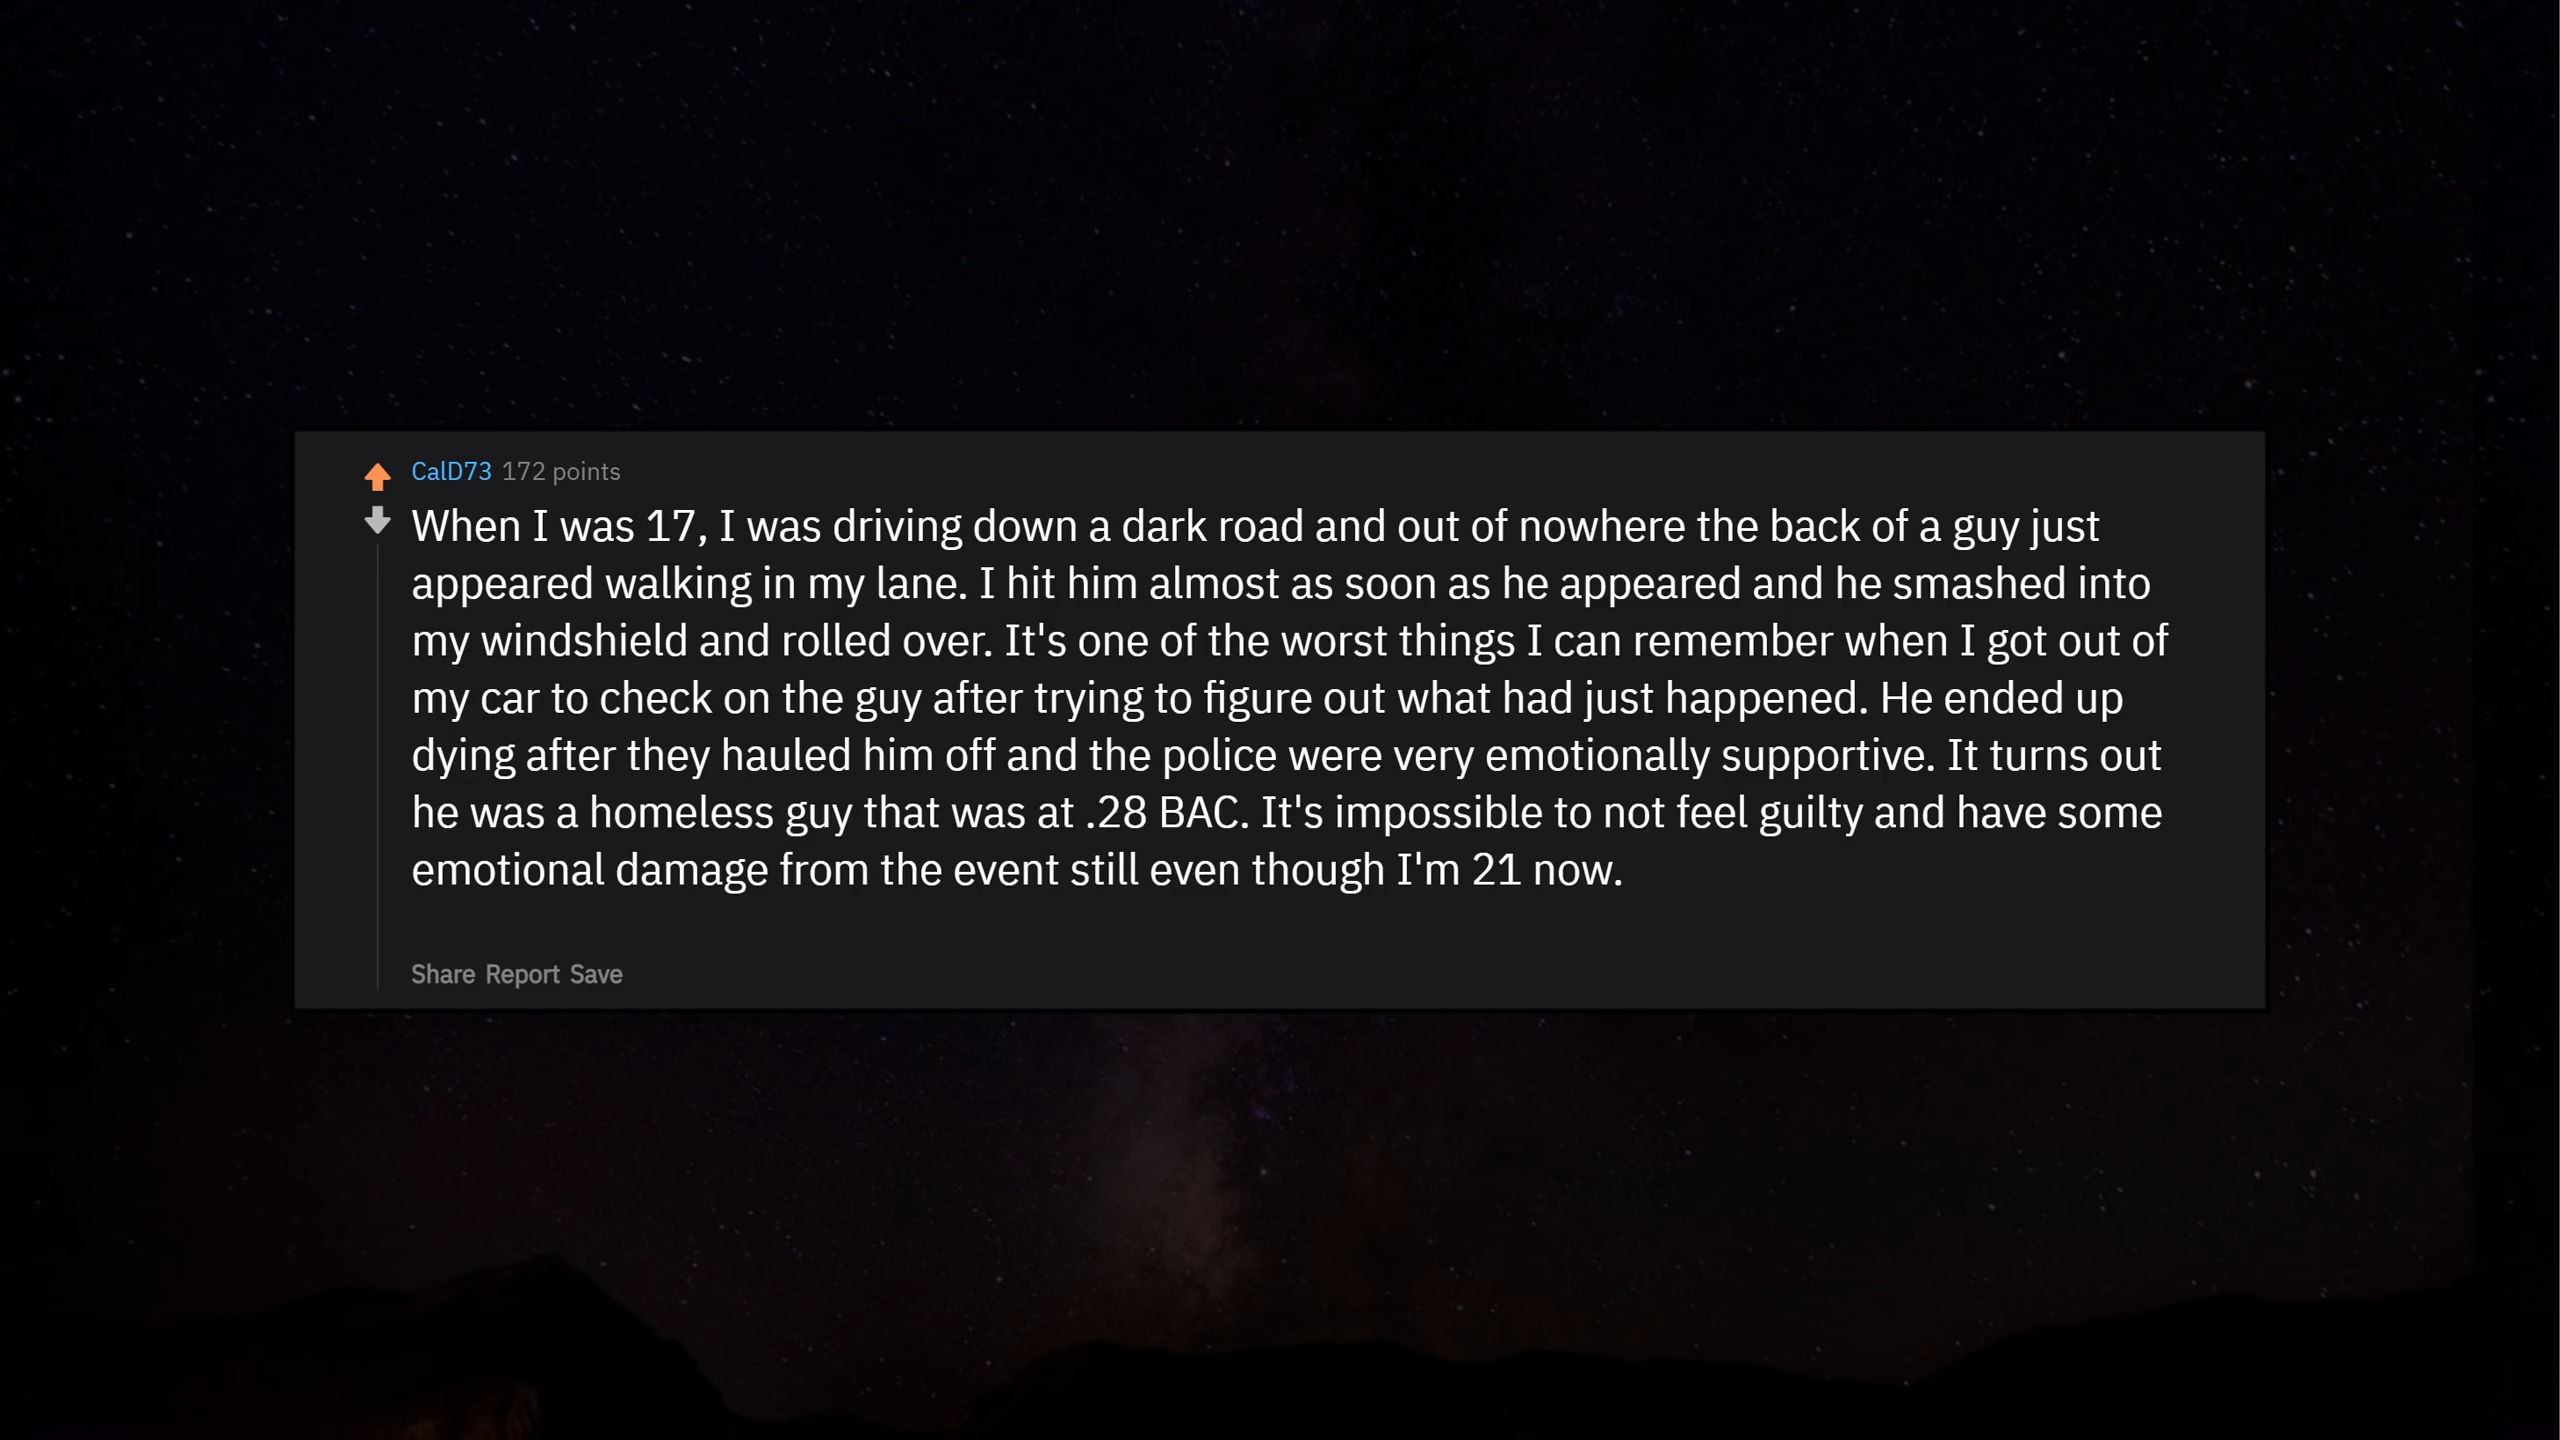 CalD73 172 points
When I was 17, I was driving down a dark road and out of nowhere the back of a guy just
appeared walking in my lane. I hit him almost as soon as he appeared and he smashed into
my windshield and rolled over. It's one of the worst things I can remember when I got out of
my car to check on the guy after trying to figure out what had just happened. He ended up
dying after they hauled him off and the police were very emotionally supportive. It turns out
he was a homeless guy that was at .28 BAC. It's impossible to not feel guilty and have some
emotional damage from the event still even though I'm 21 now.
Share Report Save